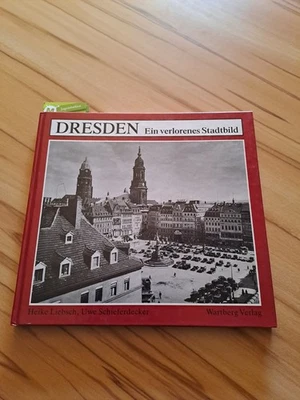 DRESDEN Ein verlorenes Stadtbild
Heike Liebsch, Uwe Schieferdecker Wartberg Verlag